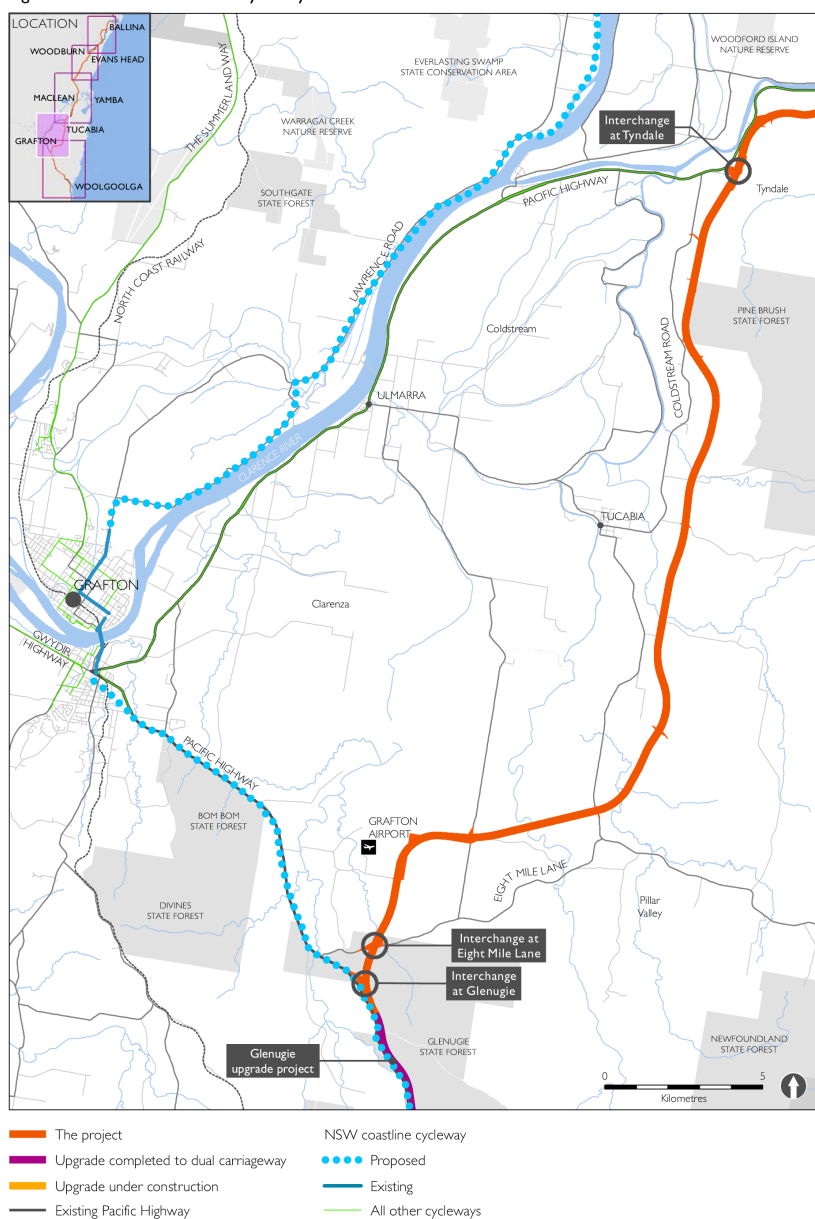 LOCATION
BALLINA
WOODBURN
EVANS HEAD
MACLEAN
YAMBA
TUCABIA
GRAFTON
WOOLGOOLGA
THE SUMMERLAND WAY
EVERLASTING SWAMP
STATE CONSERVATION AREA
WOODFORD ISLAND
NATURE RESERVE
WARRAGAI CREEK
NATURE RESERVE
Interchange
at Tyndale
SOUTHGATE
STATE FOREST
PACIFIC HIGHWAY
Tyndale
LAWRENCE ROAD
NORTH COAST RAILWAY
PINE BRUSH
STATE FOREST
Coldstream
COLDSTREAM ROAD
ULMARRA
CLARENCE RIVER
TUCABIA
GRAFTON
Clarenza
GWYDIR
HIGHWAY
PACIFIC HIGHWAY
BOM BOM
STATE FOREST
GRAFTON
AIRPORT
EIGHT MILE LANE
DIVINES
STATE FOREST
Pillar
Valley
Interchange at
Eight Mile Lane
Interchange
at Glenugie
GLENUGIE
STATE FOREST
NEWFOUNDLAND
STATE FOREST
Glenugie
upgrade project
0 5
Kilometres
The project
Upgrade completed to dual carriageway
Upgrade under construction
Existing Pacific Highway
NSW coastline cycleway
Proposed
Existing
All other cycleways